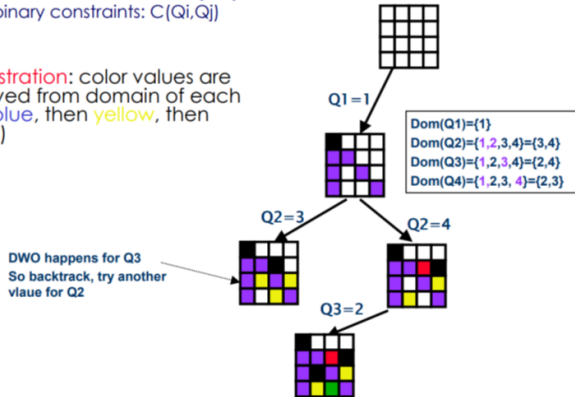 binary constraints: C(Qi,Qj)
stration: color values are
ved from domain of each
blue, then yellow, then
)
Q1=1
Dom(Q1)={1}
Dom(Q2)={1,2,3,4}={3,4}
Dom(Q3)={1,2,3,4}={2,4}
Dom(Q4)={1,2,3, 4}={2,3}
Q2=3
Q2=4
DWO happens for Q3
So backtrack, try another
vlaue for Q2
Q3=2